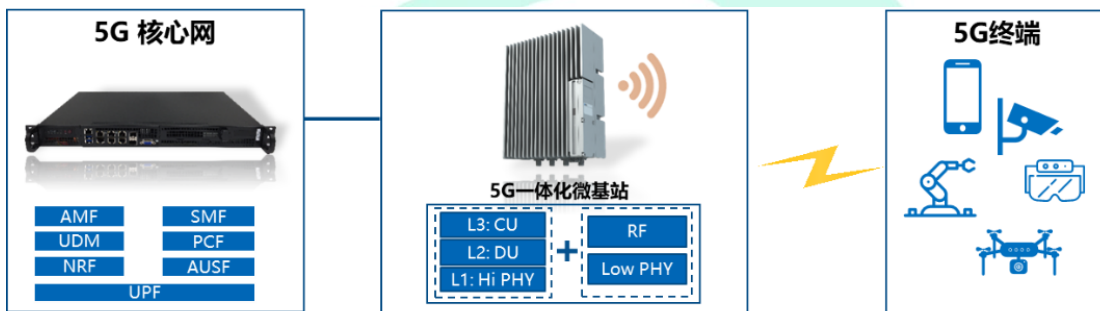 5G 核心网
AMF
SMF
UDM
PCF
NRF
AUSF
UPF
5G一体化微基站
L3: CU
L2: DU
L1: Hi PHY
+
RF
Low PHY
5G终端